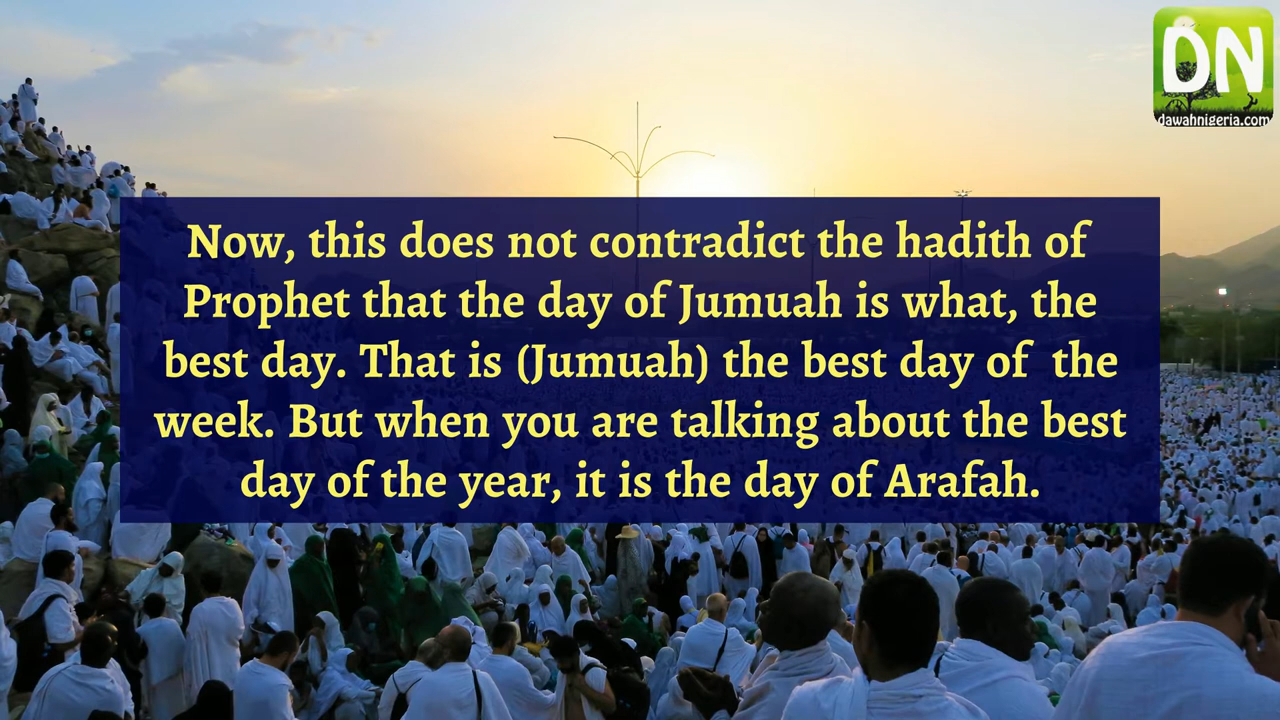 DN
dawahnigeria.com
Now, this does not contradict the hadith of
Prophet that the day of Jumuah is what, the
best day. That is (Jumuah) the best day of  the
week. But when you are talking about the best
day of the year, it is the day of Arafah.